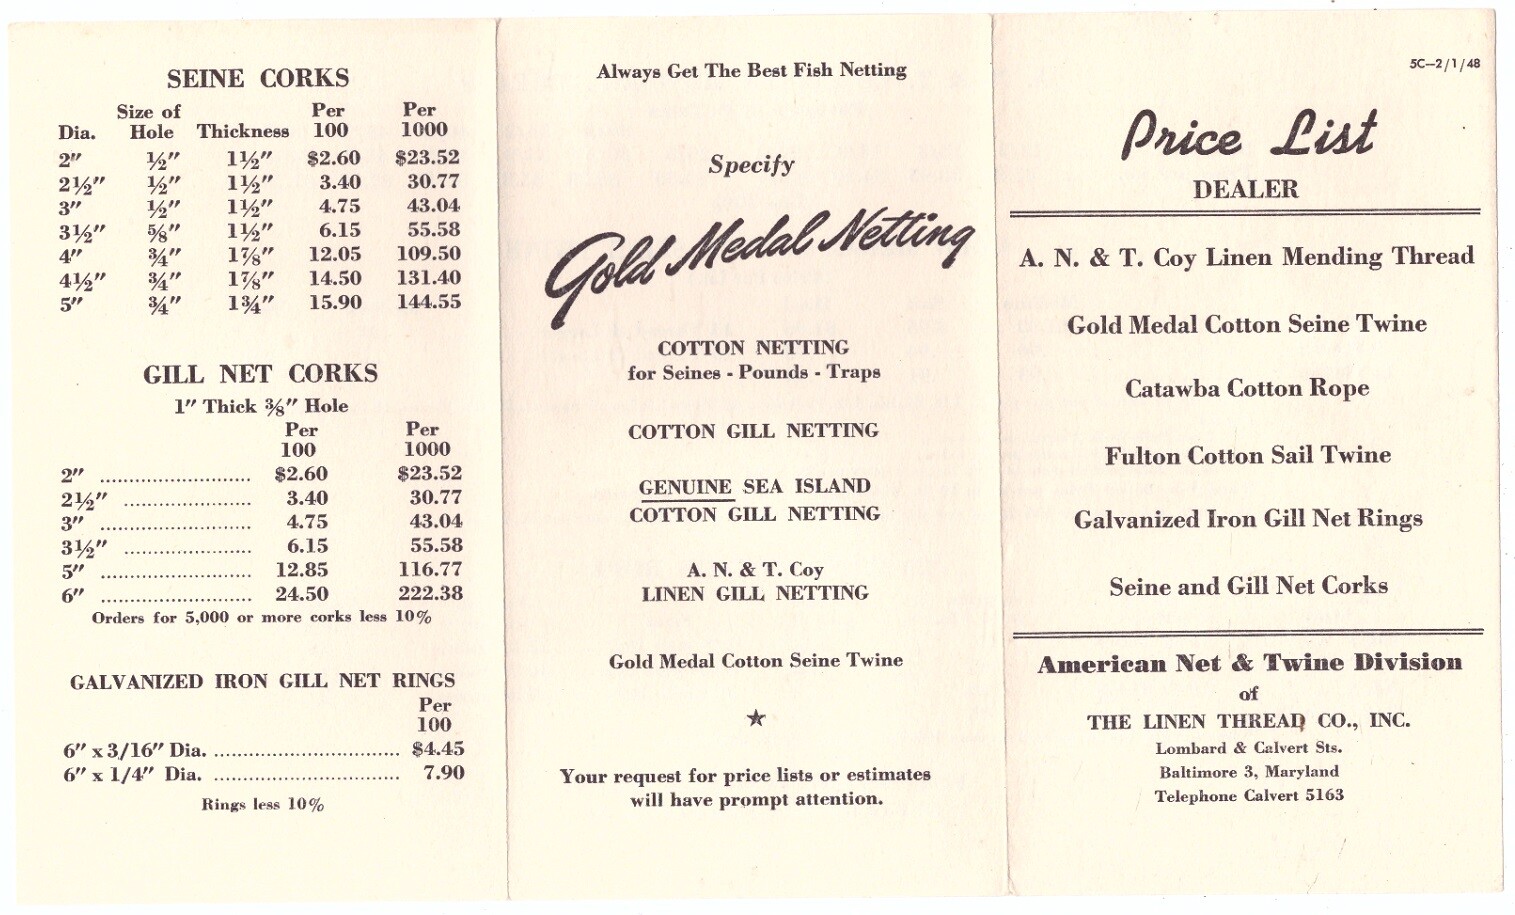 SEINE CORKS
Size of Per Per
Dia. Hole Thickness 100 1000
2″ ½″ 1½″ $2.60 $23.52
2½″ ½″ 1½″ 3.40 30.77
3″ ½″ 1½″ 4.75 43.04
3½″ ⅝″ 1½″ 6.15 55.58
4″ ¾″ 1⅞″ 12.05 109.50
4½″ ¾″ 1⅞″ 14.50 131.40
5″ ¾″ 1¾″ 15.90 144.55
GILL NET CORKS
1″ Thick ⅜″ Hole
Per Per
100 1000
2″ .......................... $2.60 $23.52
2½″ ...................... 3.40 30.77
3″ .......................... 4.75 43.04
3½″ ...................... 6.15 55.58
5″ .......................... 12.85 116.77
6″ .......................... 24.50 222.38
Orders for 5,000 or more corks less 10%
GALVANIZED IRON GILL NET RINGS
Per
100
6″ x 3/16″ Dia. ................................ $4.45
6″ x 1/4″ Dia. ................................ 7.90
Rings less 10%
Always Get The Best Fish Netting
Specify
Gold Medal Netting
COTTON NETTING
for Seines - Pounds - Traps
COTTON GILL NETTING
GENUINE SEA ISLAND
COTTON GILL NETTING
A. N. & T. Coy
LINEN GILL NETTING
Gold Medal Cotton Seine Twine
★
Your request for price lists or estimates
will have prompt attention.
5C—2/1/48
Price List
DEALER
A. N. & T. Coy Linen Mending Thread
Gold Medal Cotton Seine Twine
Catawba Cotton Rope
Fulton Cotton Sail Twine
Galvanized Iron Gill Net Rings
Seine and Gill Net Corks
American Net & Twine Division
of
THE LINEN THREAD CO., INC.
Lombard & Calvert Sts.
Baltimore 3, Maryland
Telephone Calvert 5163